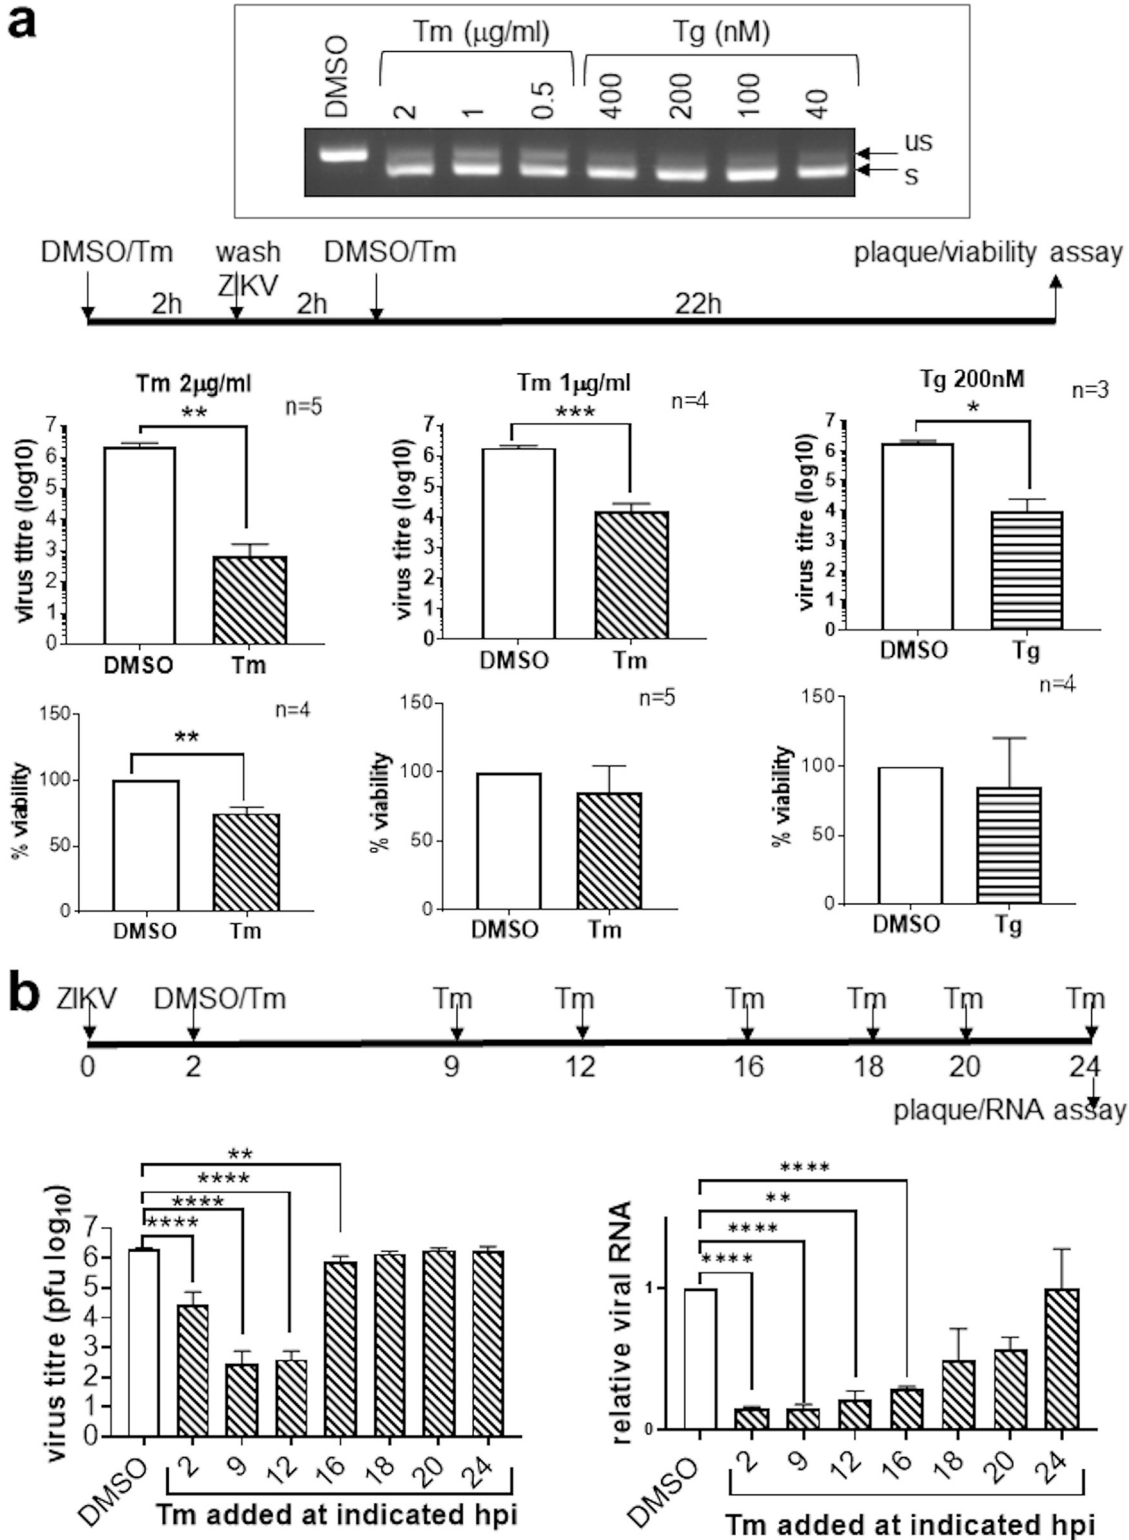 a
Tm (μg/ml)
Tg (nM)
DMSO
2
1
0.5
400
200
100
40
us
s
DMSO/Tm
wash
DMSO/Tm
plaque/viability assay
ZIKV
2h
2h
22h
Tm 2μg/ml
n=5
**
virus titre (log10)
7
6
5
4
3
2
1
0
DMSO
Tm
Tm 1μg/ml
n=4
***
virus titre (log10)
7
6
5
4
3
2
1
0
DMSO
Tm
Tg 200nM
n=3
*
virus titre (log10)
7
6
5
4
3
2
1
0
DMSO
Tg
n=4
**
% viability
150
100
50
0
DMSO
Tm
n=5
% viability
150
100
50
0
DMSO
Tm
n=4
% viability
150
100
50
0
DMSO
Tg
b
ZIKV
DMSO/Tm
Tm
Tm
Tm
Tm
Tm
Tm
0
2
9
12
16
18
20
24
plaque/RNA assay
**
****
****
****
virus titre (pfu log10)
7
6
5
4
3
2
1
0
DMSO
2
9
12
16
18
20
24
Tm added at indicated hpi
****
**
****
****
relative viral RNA
1
0
DMSO
2
9
12
16
18
20
24
Tm added at indicated hpi